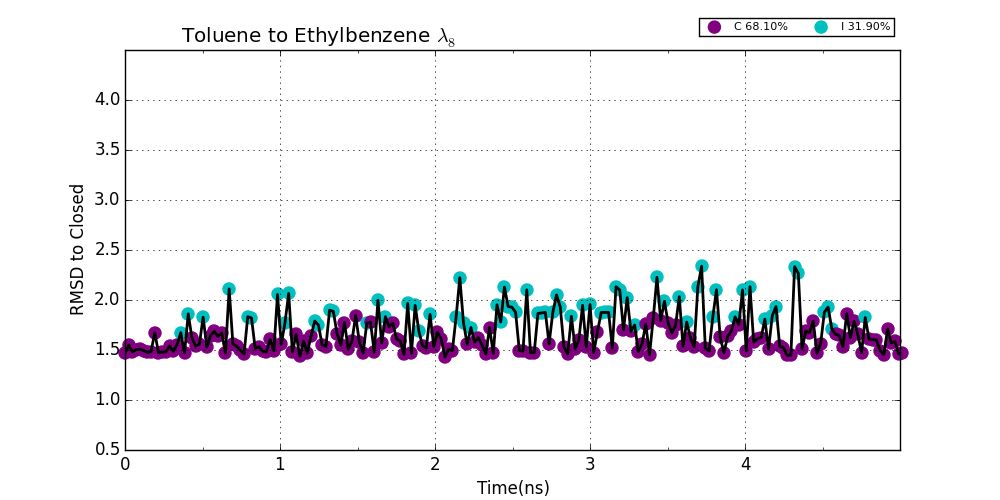 Toluene to Ethylbenzene λ₈
C 68.10% I 31.90%
4.0
3.5
3.0
2.5
2.0
1.5
1.0
0.5
RMSD to Closed
0 1 2 3 4
Time(ns)